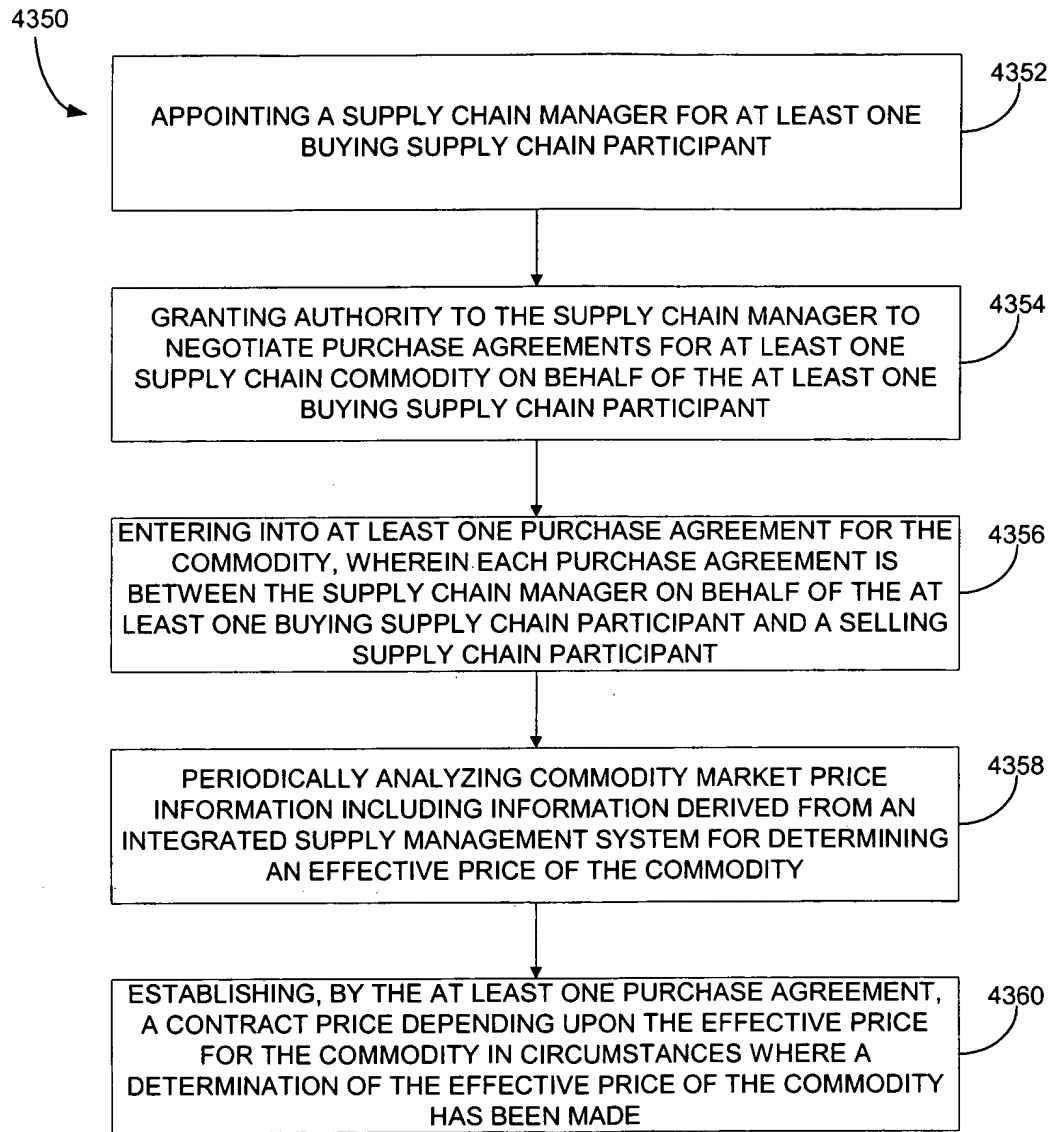 4350
4352
APPOINTING A SUPPLY CHAIN MANAGER FOR AT LEAST ONE
BUYING SUPPLY CHAIN PARTICIPANT
4354
GRANTING AUTHORITY TO THE SUPPLY CHAIN MANAGER TO
NEGOTIATE PURCHASE AGREEMENTS FOR AT LEAST ONE
SUPPLY CHAIN COMMODITY ON BEHALF OF THE AT LEAST ONE
BUYING SUPPLY CHAIN PARTICIPANT
4356
ENTERING INTO AT LEAST ONE PURCHASE AGREEMENT FOR THE
COMMODITY, WHEREIN EACH PURCHASE AGREEMENT IS
BETWEEN THE SUPPLY CHAIN MANAGER ON BEHALF OF THE AT
LEAST ONE BUYING SUPPLY CHAIN PARTICIPANT AND A SELLING
SUPPLY CHAIN PARTICIPANT
4358
PERIODICALLY ANALYZING COMMODITY MARKET PRICE
INFORMATION INCLUDING INFORMATION DERIVED FROM AN
INTEGRATED SUPPLY MANAGEMENT SYSTEM FOR DETERMINING
AN EFFECTIVE PRICE OF THE COMMODITY
4360
ESTABLISHING, BY THE AT LEAST ONE PURCHASE AGREEMENT,
A CONTRACT PRICE DEPENDING UPON THE EFFECTIVE PRICE
FOR THE COMMODITY IN CIRCUMSTANCES WHERE A
DETERMINATION OF THE EFFECTIVE PRICE OF THE COMMODITY
HAS BEEN MADE